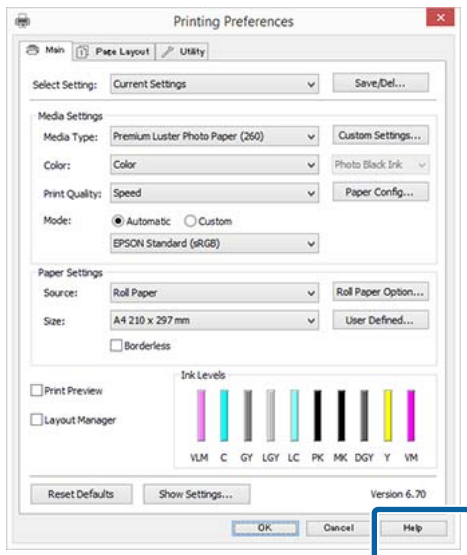 Printing Preferences
Main Page Layout Utility
Select Setting: Current Settings Save/Del...
Media Settings
Media Type: Premium Luster Photo Paper (260) Custom Settings...
Color: Color Photo Black Ink
Print Quality: Speed Paper Config...
Mode: Automatic Custom
EPSON Standard (sRGB)
Paper Settings
Source: Roll Paper Roll Paper Option...
Size: A4 210 x 297 mm User Defined...
Borderless
Ink Levels
Print Preview
Layout Manager
VLM C GY LGY LC PK MK DGY Y VM
Reset Defaults Show Settings... Version 6.70
OK Cancel Help